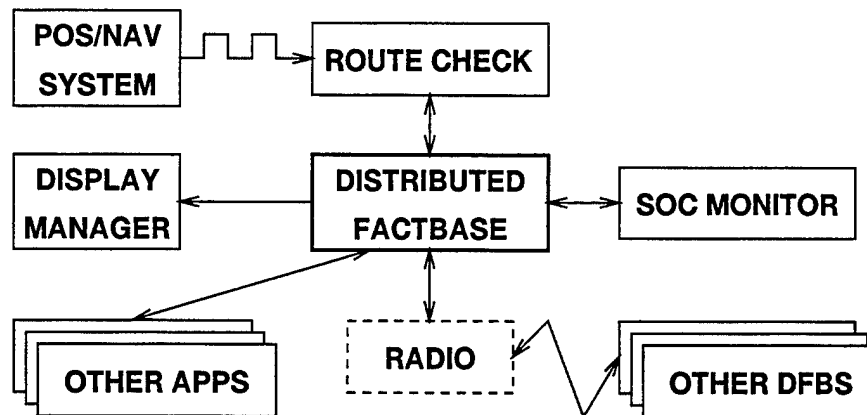 POS/NAV
SYSTEM
ROUTE CHECK
DISPLAY
MANAGER
DISTRIBUTED
FACTBASE
SOC MONITOR
OTHER APPS
RADIO
OTHER DFBS